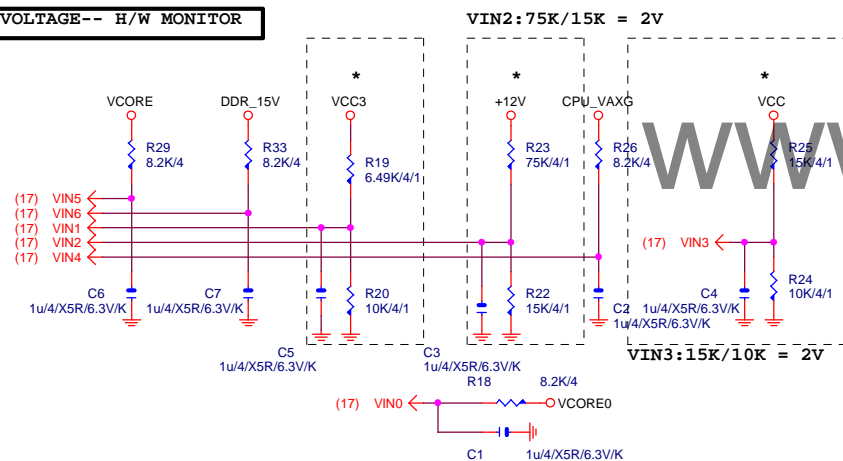 VOLTAGE-- H/W MONITOR
VIN2:75K/15K = 2V
* * *
VCORE DDR_15V VCC3 +12V CPU_VAXG VCC
R29 8.2K/4
R33 8.2K/4
R19 6.49K/4/1
R23 75K/4/1
R26 8.2K/4
R25 15K/4/1
www
(17) VIN5
(17) VIN6
(17) VIN1
(17) VIN2
(17) VIN4
(17) VIN3
C6 1u/4/X5R/6.3V/K
C7 1u/4/X5R/6.3V/K
R20 10K/4/1
R22 15K/4/1
C2 1u/4/X5R/6.3V/K
C4 1u/4/X5R/6.3V/K
R24 10K/4/1
C5 1u/4/X5R/6.3V/K
C3 1u/4/X5R/6.3V/K
VIN3:15K/10K = 2V
R18 8.2K/4
(17) VIN0 VCORE0
C1 1u/4/X5R/6.3V/K